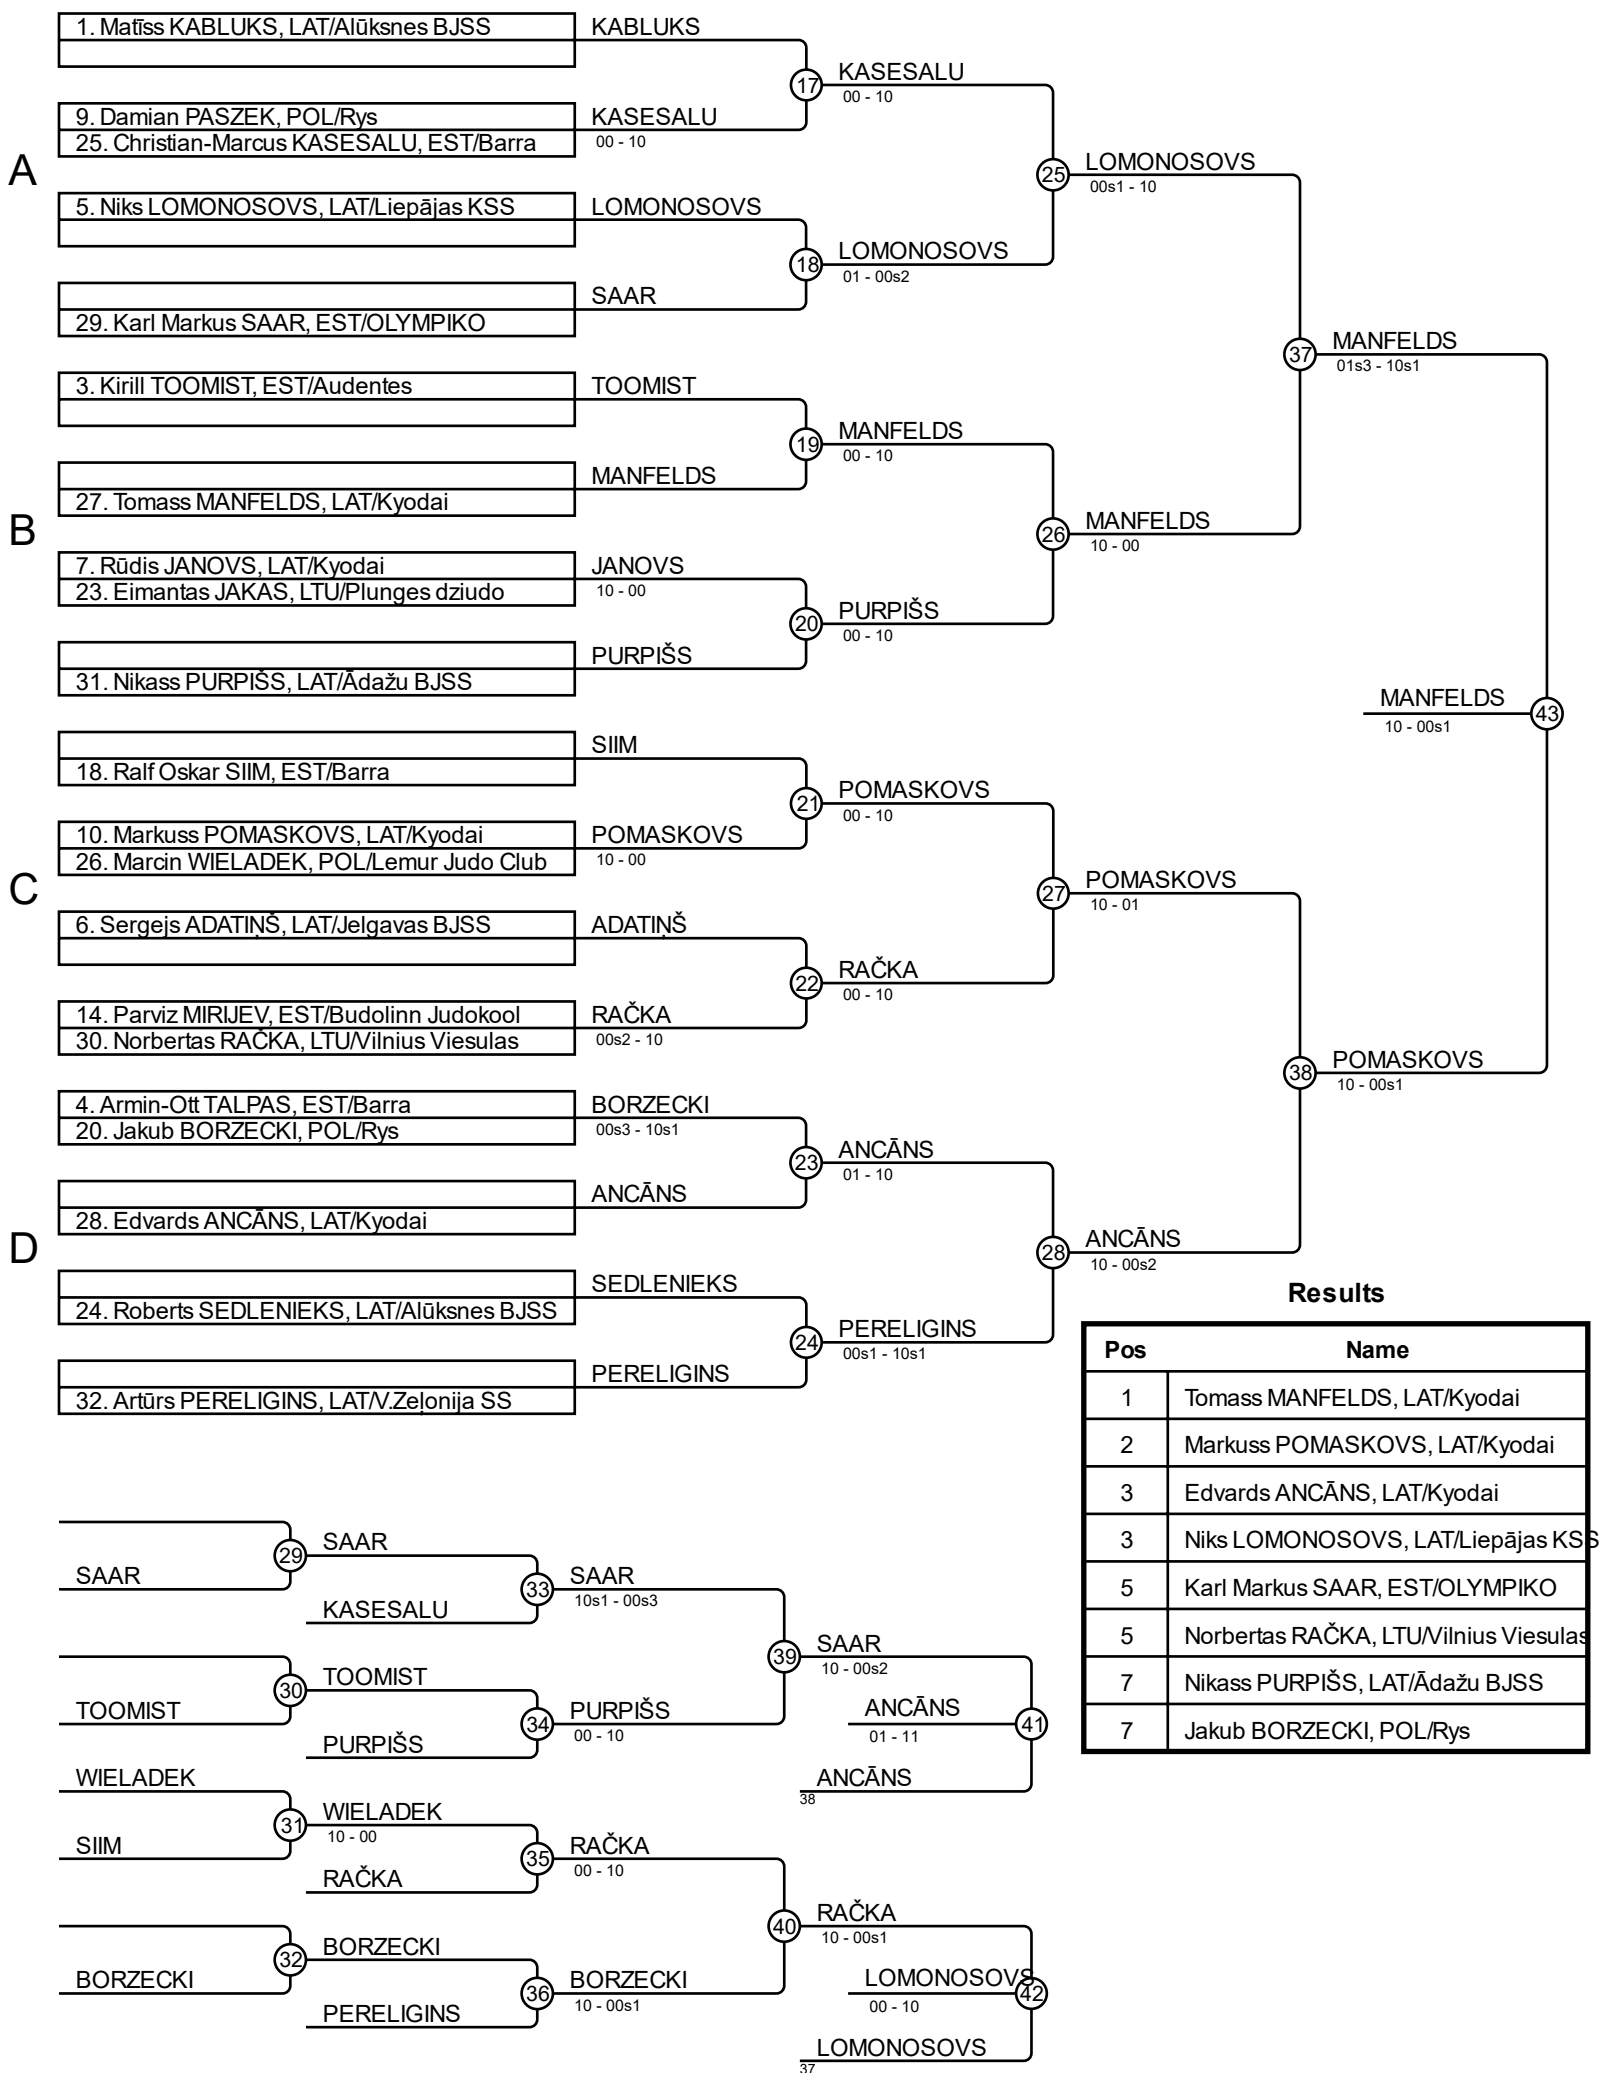 A
1. Matīss KABLUKS, LAT/Alūksnes BJSS
9. Damian PASZEK, POL/Rys
25. Christian-Marcus KASESALU, EST/Barra
5. Niks LOMONOSOVS, LAT/Liepājas KSS
29. Karl Markus SAAR, EST/OLYMPIKO
B
3. Kirill TOOMIST, EST/Audentes
27. Tomass MANFELDS, LAT/Kyodai
7. Rūdis JANOVS, LAT/Kyodai
23. Eimantas JAKAS, LTU/Plunges dziudo
31. Nikass PURPIŠS, LAT/Ādažu BJSS
C
18. Ralf Oskar SIIM, EST/Barra
10. Markuss POMASKOVS, LAT/Kyodai
26. Marcin WIELADEK, POL/Lemur Judo Club
6. Sergejs ADATIŅŠ, LAT/Jelgavas BJSS
14. Parviz MIRIJEV, EST/Budolinn Judokool
30. Norbertas RAČKA, LTU/Vilnius Viesulas
D
4. Armin-Ott TALPAS, EST/Barra
20. Jakub BORZECKI, POL/Rys
28. Edvards ANCĀNS, LAT/Kyodai
24. Roberts SEDLENIEKS, LAT/Alūksnes BJSS
32. Artūrs PERELIGINS, LAT/V.Zeļonija SS
KABLUKS
KASESALU
00 - 10
LOMONOSOVS
SAAR
TOOMIST
MANFELDS
JANOVS
10 - 00
PURPIŠS
SIIM
POMASKOVS
10 - 00
ADATIŅŠ
RAČKA
00s2 - 10
BORZECKI
00s3 - 10s1
ANCĀNS
SEDLENIEKS
PERELIGINS
17
KASESALU
00 - 10
18
LOMONOSOVS
01 - 00s2
19
MANFELDS
00 - 10
20
PURPIŠS
00 - 10
21
POMASKOVS
00 - 10
22
RAČKA
00 - 10
23
ANCĀNS
01 - 10
24
PERELIGINS
00s1 - 10s1
25
LOMONOSOVS
00s1 - 10
26
MANFELDS
10 - 00
27
POMASKOVS
10 - 01
28
ANCĀNS
10 - 00s2
37
MANFELDS
01s3 - 10s1
38
POMASKOVS
10 - 00s1
MANFELDS
43
10 - 00s1
Results
Pos Name
1 Tomass MANFELDS, LAT/Kyodai
2 Markuss POMASKOVS, LAT/Kyodai
3 Edvards ANCĀNS, LAT/Kyodai
3 Niks LOMONOSOVS, LAT/Liepājas KSS
5 Karl Markus SAAR, EST/OLYMPIKO
5 Norbertas RAČKA, LTU/Vilnius Viesulas
7 Nikass PURPIŠS, LAT/Ādažu BJSS
7 Jakub BORZECKI, POL/Rys
SAAR
TOOMIST
WIELADEK
SIIM
BORZECKI
29
SAAR
KASESALU
30
TOOMIST
PURPIŠS
31
WIELADEK
10 - 00
RAČKA
32
BORZECKI
PERELIGINS
33
SAAR
10s1 - 00s3
34
PURPIŠS
00 - 10
35
RAČKA
00 - 10
36
BORZECKI
10 - 00s1
39
SAAR
10 - 00s2
ANCĀNS
41
01 - 11
ANCĀNS
38
40
RAČKA
10 - 00s1
LOMONOSOVS
42
00 - 10
LOMONOSOVS
37